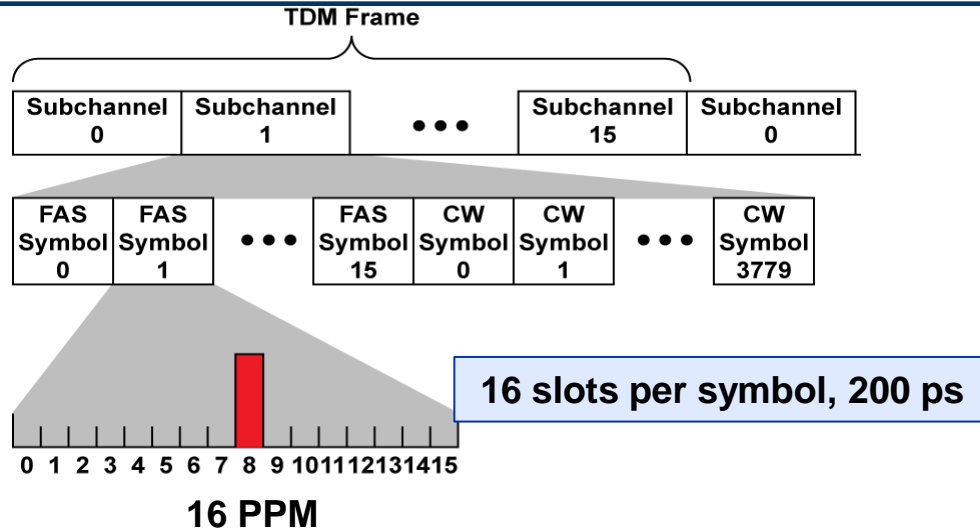 TDM Frame
Subchannel Subchannel ••• Subchannel Subchannel
0 1 15 0
FAS FAS FAS CW CW CW
Symbol Symbol ••• Symbol Symbol Symbol ••• Symbol
0 1 15 0 1 3779
16 slots per symbol, 200 ps
0 1 2 3 4 5 6 7 8 9 10 11 12 13 14 15
16 PPM